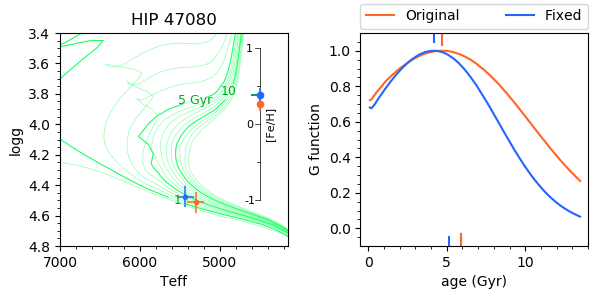 HIP 47080
Original
Fixed
3.4
3.6
3.8
4.0
4.2
4.4
4.6
4.8
logg
7000
6000
5000
Teff
5 Gyr
10
1
1
0
-1
[Fe/H]
1.0
0.8
0.6
0.4
0.2
0.0
G function
0
5
10
age (Gyr)